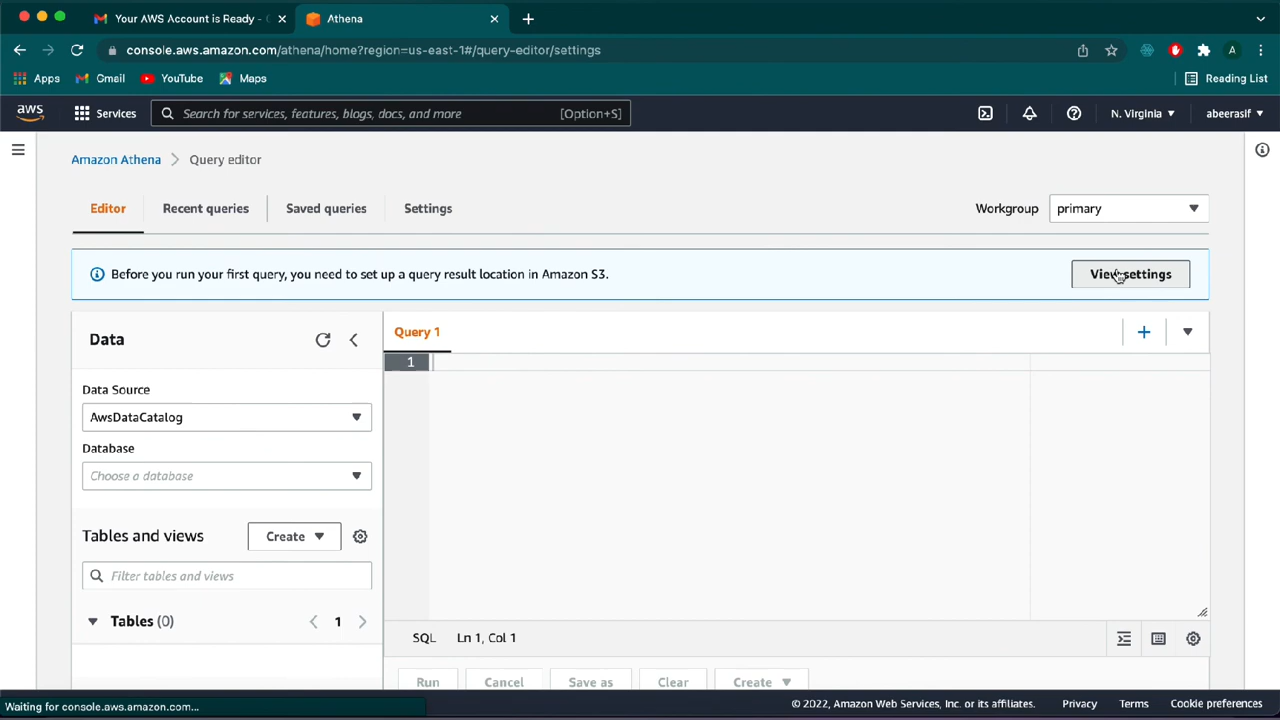 Your AWS Account is Ready -
Athena
console.aws.amazon.com/athena/home?region=us-east-1#/query-editor/settings
A
Apps
Gmail
YouTube
Maps
Reading List
aws
Services
Search for services, features, blogs, docs, and more
[Option+S]
N. Virginia
abeerasif
Amazon Athena
Query editor
Editor
Recent queries
Saved queries
Settings
Workgroup
primary
Before you run your first query, you need to set up a query result location in Amazon S3.
View settings
Data
Query 1
1
Data Source
AwsDataCatalog
Database
Choose a database
Tables and views
Create
Filter tables and views
Tables (0)
1
SQL
Ln 1, Col 1
Run
Cancel
Save as
Clear
Create
Waiting for console.aws.amazon.com...
© 2022, Amazon Web Services, Inc. or its affiliates.
Privacy
Terms
Cookie preferences